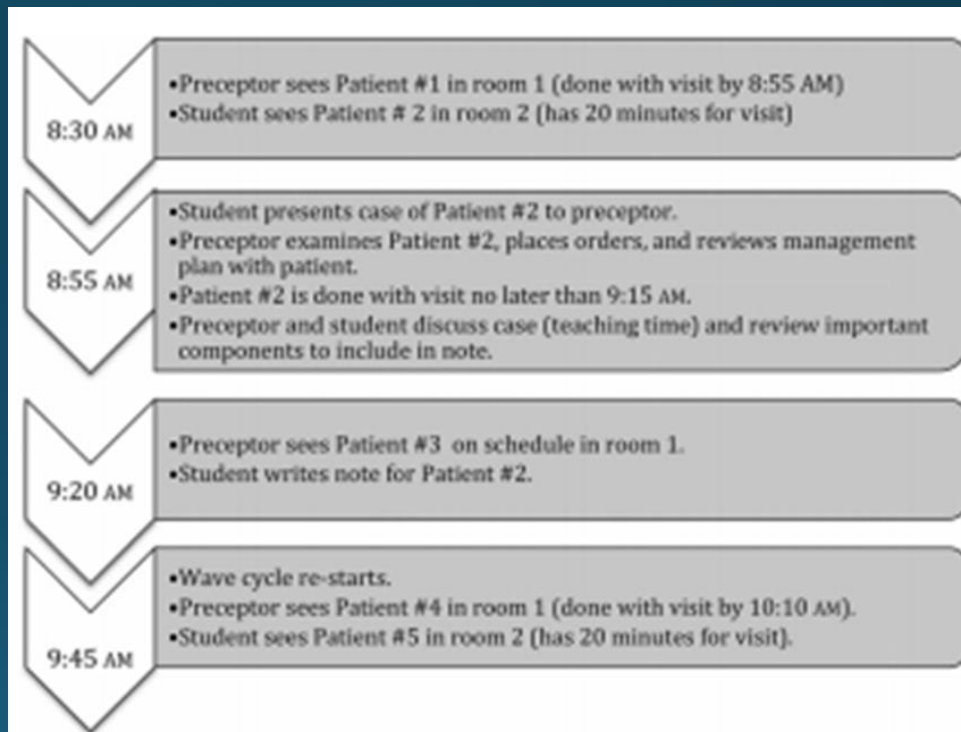 8:30 AM
•Preceptor sees Patient #1 in room 1 (done with visit by 8:55 AM)
•Student sees Patient # 2 in room 2 (has 20 minutes for visit)
8:55 AM
•Student presents case of Patient #2 to preceptor.
•Preceptor examines Patient #2, places orders, and reviews management
plan with patient.
•Patient #2 is done with visit no later than 9:15 AM.
•Preceptor and student discuss case (teaching time) and review important
components to include in note.
9:20 AM
•Preceptor sees Patient #3 on schedule in room 1.
•Student writes note for Patient #2.
9:45 AM
•Wave cycle re-starts.
•Preceptor sees Patient #4 in room 1 (done with visit by 10:10 AM).
•Student sees Patient #5 in room 2 (has 20 minutes for visit).